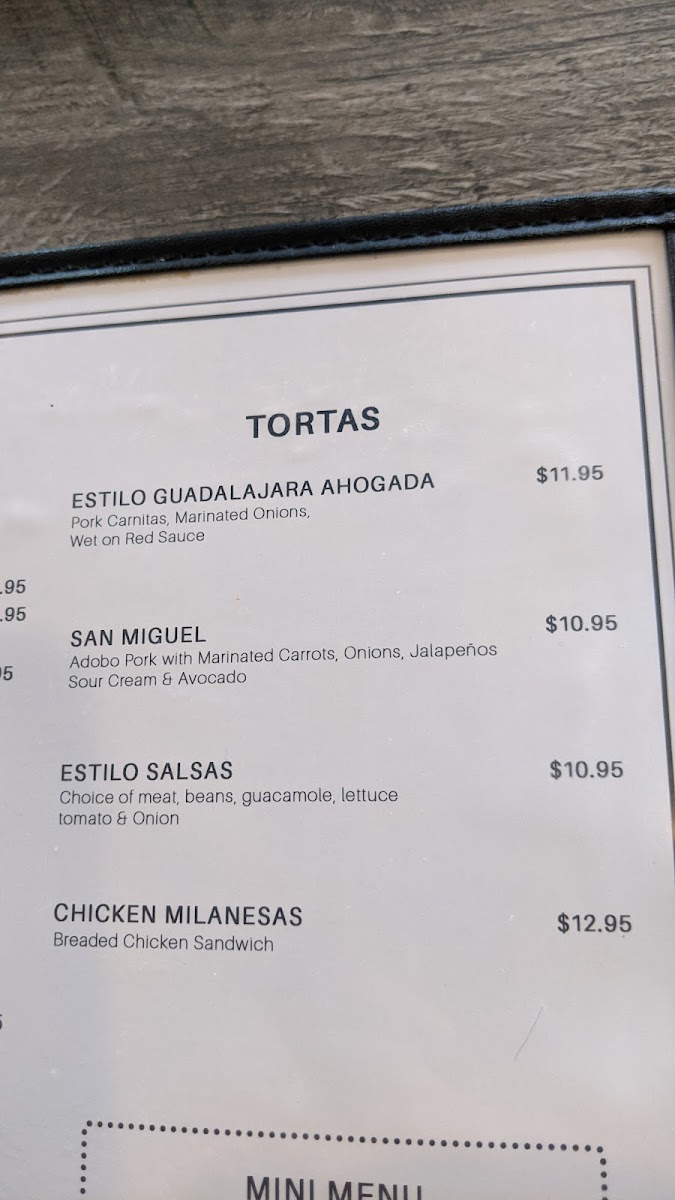 TORTAS
ESTILO GUADALAJARA AHOGADA $11.95
Pork Carnitas, Marinated Onions,
Wet on Red Sauce
.95
.95
SAN MIGUEL $10.95
Adobo Pork with Marinated Carrots, Onions, Jalapeños
Sour Cream & Avocado
5
ESTILO SALSAS $10.95
Choice of meat, beans, guacamole, lettuce
tomato & Onion
CHICKEN MILANESAS $12.95
Breaded Chicken Sandwich
MINI MENU